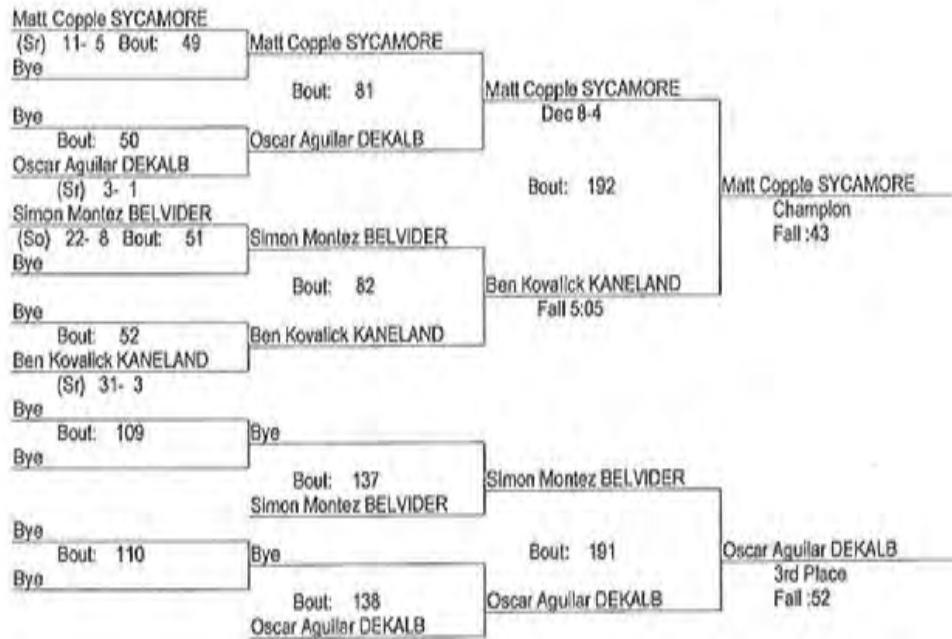 Matt Copple SYCAMORE
(Sr) 11- 5 Bout: 49
Bye
Bye
Bout: 50
Oscar Aguilar DEKALB
(Sr) 3- 1
Simon Montez BELVIDER
(So) 22- 8 Bout: 51
Bye
Bye
Bout: 52
Ben Kovalick KANELAND
(Sr) 31- 3
Bye
Bout: 109
Bye
Bye
Bout: 110
Bye
Matt Copple SYCAMORE
Bout: 81
Oscar Aguilar DEKALB
Simon Montez BELVIDER
Bout: 82
Ben Kovalick KANELAND
Bye
Bout: 137
Simon Montez BELVIDER
Bye
Bout: 138
Oscar Aguilar DEKALB
Matt Copple SYCAMORE
Dec 8-4
Bout: 192
Ben Kovalick KANELAND
Fall 5:05
Simon Montez BELVIDER
Bout: 191
Oscar Aguilar DEKALB
Matt Copple SYCAMORE
Champion
Fall :43
Oscar Aguilar DEKALB
3rd Place
Fall :52